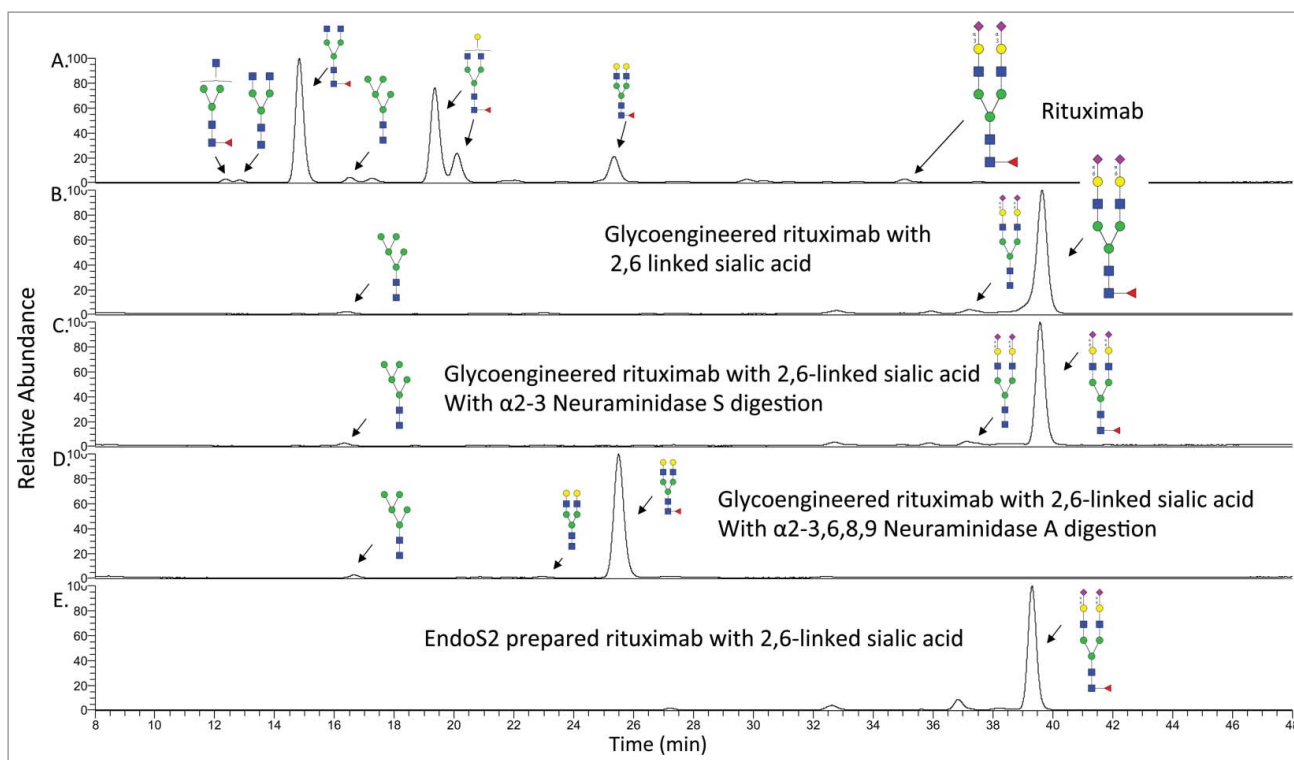 Relative Abundance
A.
100
80
60
40
20
0
Rituximab
B.
100
80
60
40
20
0
Glycoengineered rituximab with
2,6 linked sialic acid
C.
100
80
60
40
20
0
Glycoengineered rituximab with 2,6-linked sialic acid
With α2-3 Neuraminidase S digestion
D.
100
80
60
40
20
0
Glycoengineered rituximab with 2,6-linked sialic acid
With α2-3,6,8,9 Neuraminidase A digestion
E.
100
80
60
40
20
0
EndoS2 prepared rituximab with 2,6-linked sialic acid
8 10 12 14 16 18 20 22 24 26 28 30 32 34 36 38 40 42 44 46 48
Time (min)